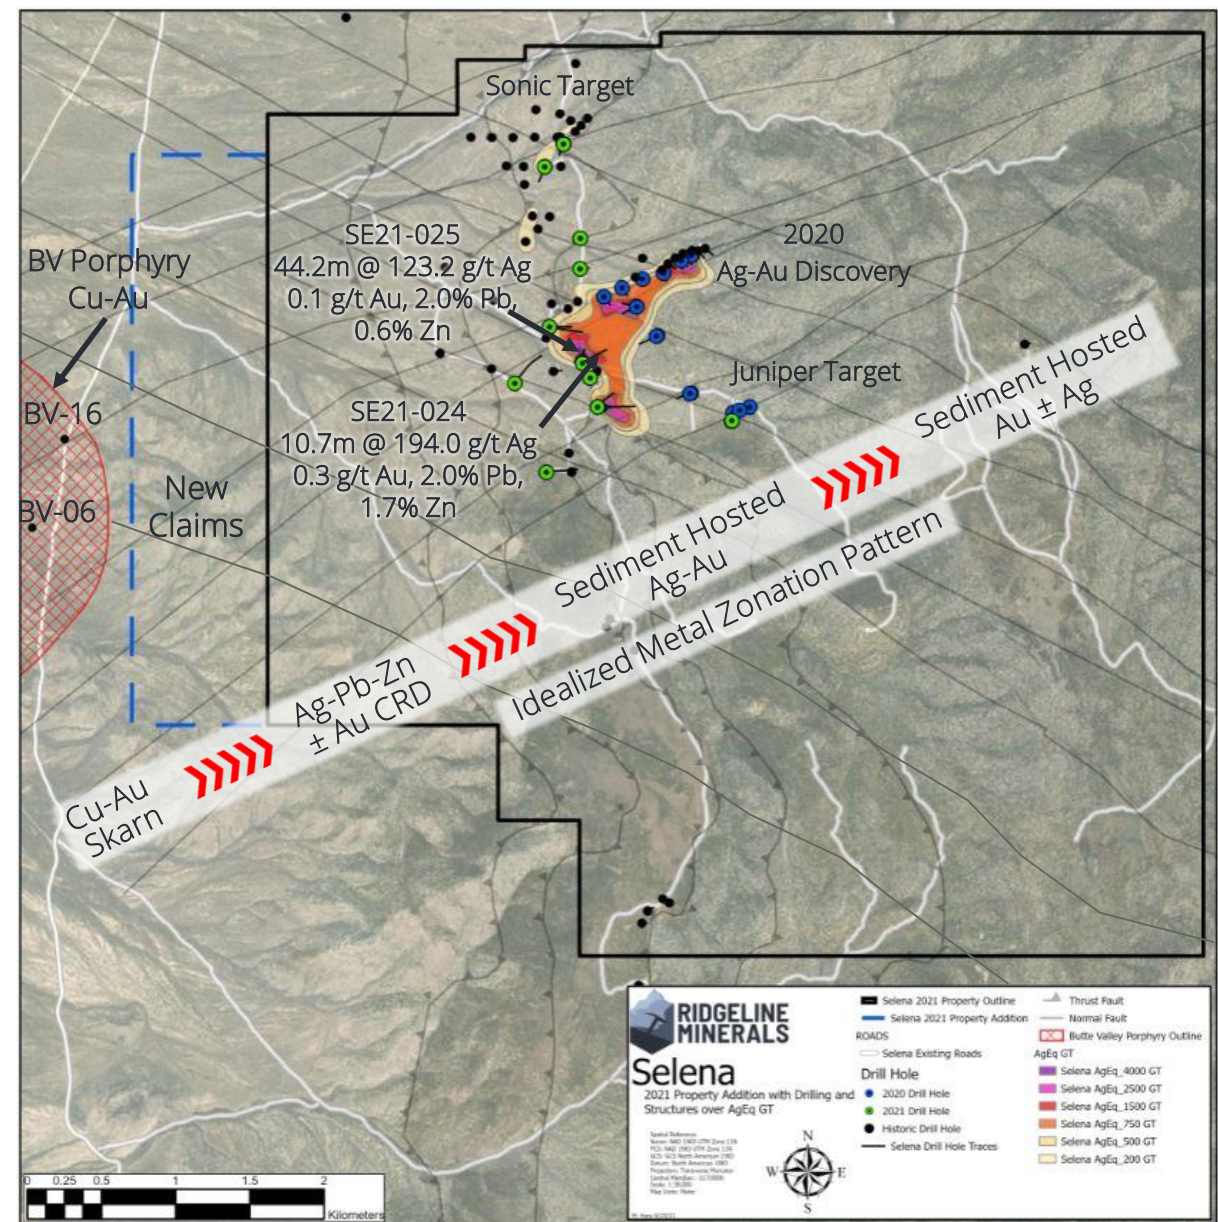 Sonic Target
SE21-025
44.2m @ 123.2 g/t Ag
0.1 g/t Au, 2.0% Pb,
0.6% Zn
2020
Ag-Au Discovery
BV Porphyry
Cu-Au
Juniper Target
SE21-024
10.7m @ 194.0 g/t Ag
0.3 g/t Au, 2.0% Pb,
1.7% Zn
BV-16
BV-06
New
Claims
Sediment Hosted
Au ± Ag
Sediment Hosted
Ag-Au
Idealized Metal Zonation Pattern
Ag-Pb-Zn
± Au CRD
Cu-Au
Skarn
RIDGELINE
MINERALS
Selena
2021 Property Addition with Drilling and
Structures over AgEq GT
Selena 2021 Property Outline
Selena 2021 Property Addition
ROADS
Selena Existing Roads
Drill Hole
2020 Drill Hole
2021 Drill Hole
Historic Drill Hole
Selena Drill Hole Traces
Thrust Fault
Normal Fault
Butte Valley Porphyry Outline
AgEq GT
Selena AgEq_4000 GT
Selena AgEq_2500 GT
Selena AgEq_1500 GT
Selena AgEq_750 GT
Selena AgEq_500 GT
Selena AgEq_200 GT
N
W E
S
0 0.25 0.5 1 1.5 2
Kilometers